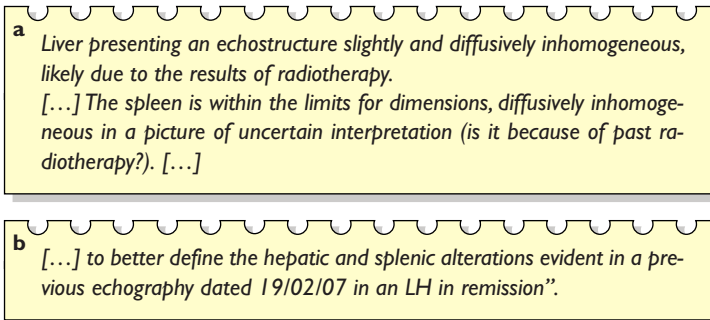 a
Liver presenting an echostructure slightly and diffusively inhomogeneous,
likely due to the results of radiotherapy.
[…] The spleen is within the limits for dimensions, diffusively inhomoge-
neous in a picture of uncertain interpretation (is it because of past ra-
diotherapy?). […]
b
[…] to better define the hepatic and splenic alterations evident in a pre-
vious echography dated 19/02/07 in an LH in remission”.